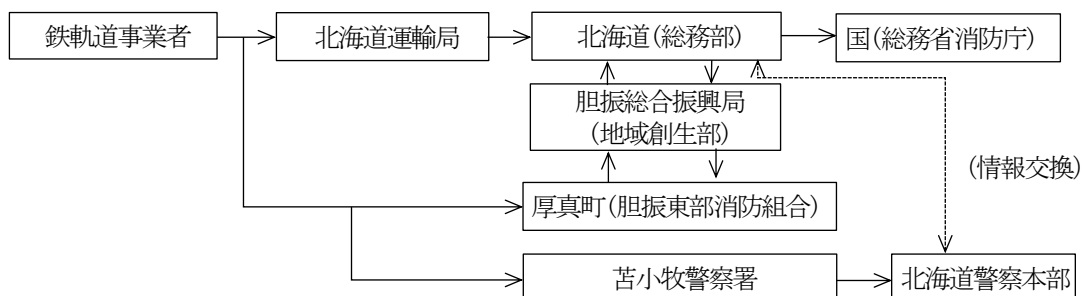 鉄軌道事業者
北海道運輸局
北海道(総務部)
国(総務省消防庁)
胆振総合振興局
(地域創生部)
(情報交換)
厚真町(胆振東部消防組合)
苫小牧警察署
北海道警察本部